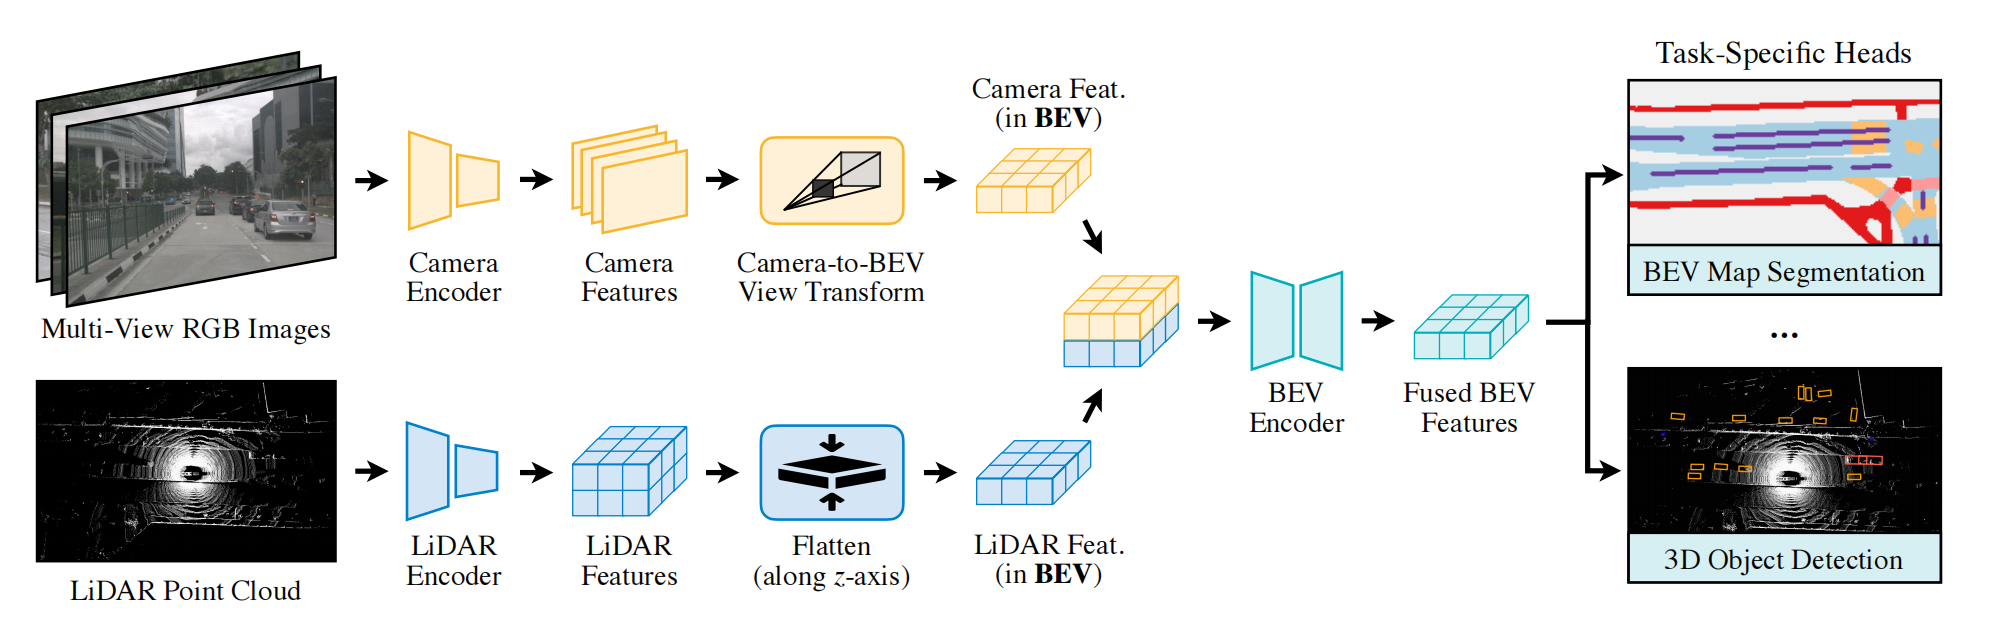 Task-Specific Heads
Camera Feat.
(in BEV)
Camera
Encoder
Camera
Features
Camera-to-BEV
View Transform
BEV Map Segmentation
Multi-View RGB Images
...
BEV
Encoder
Fused BEV
Features
LiDAR
Encoder
LiDAR
Features
Flatten
(along z-axis)
LiDAR Feat.
(in BEV)
3D Object Detection
LiDAR Point Cloud